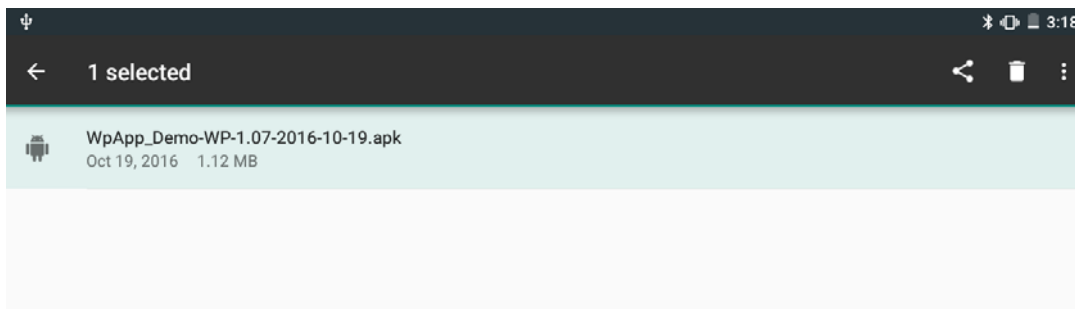 3:18
1 selected
WpApp_Demo-WP-1.07-2016-10-19.apk
Oct 19, 2016 1.12 MB